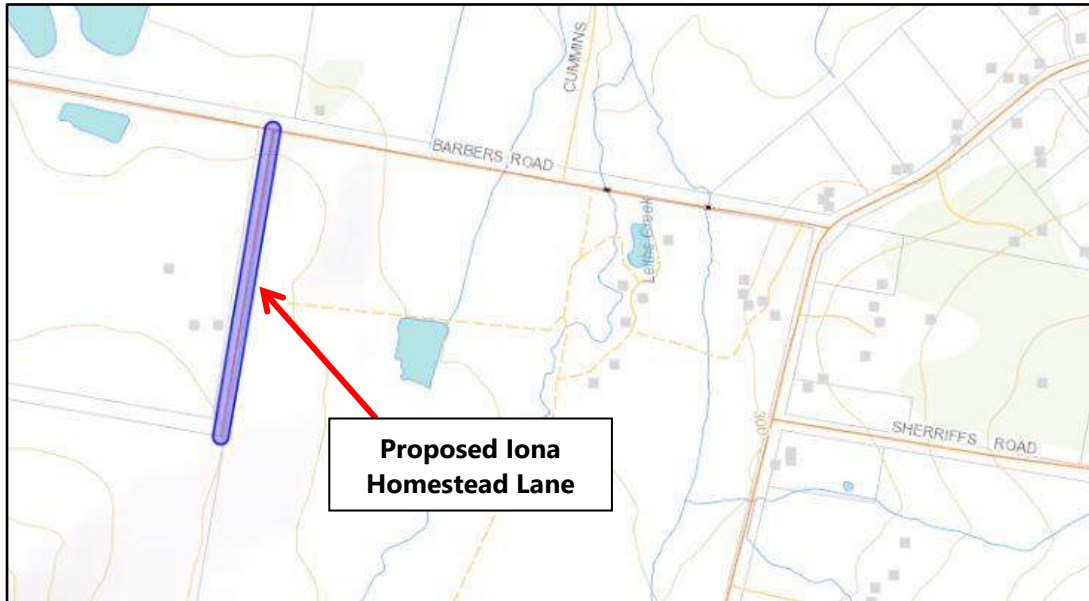 CUMMINS
BARBERS ROAD
Leiths Creek
Proposed Iona
Homestead Lane
300
SHERRIFFS ROAD